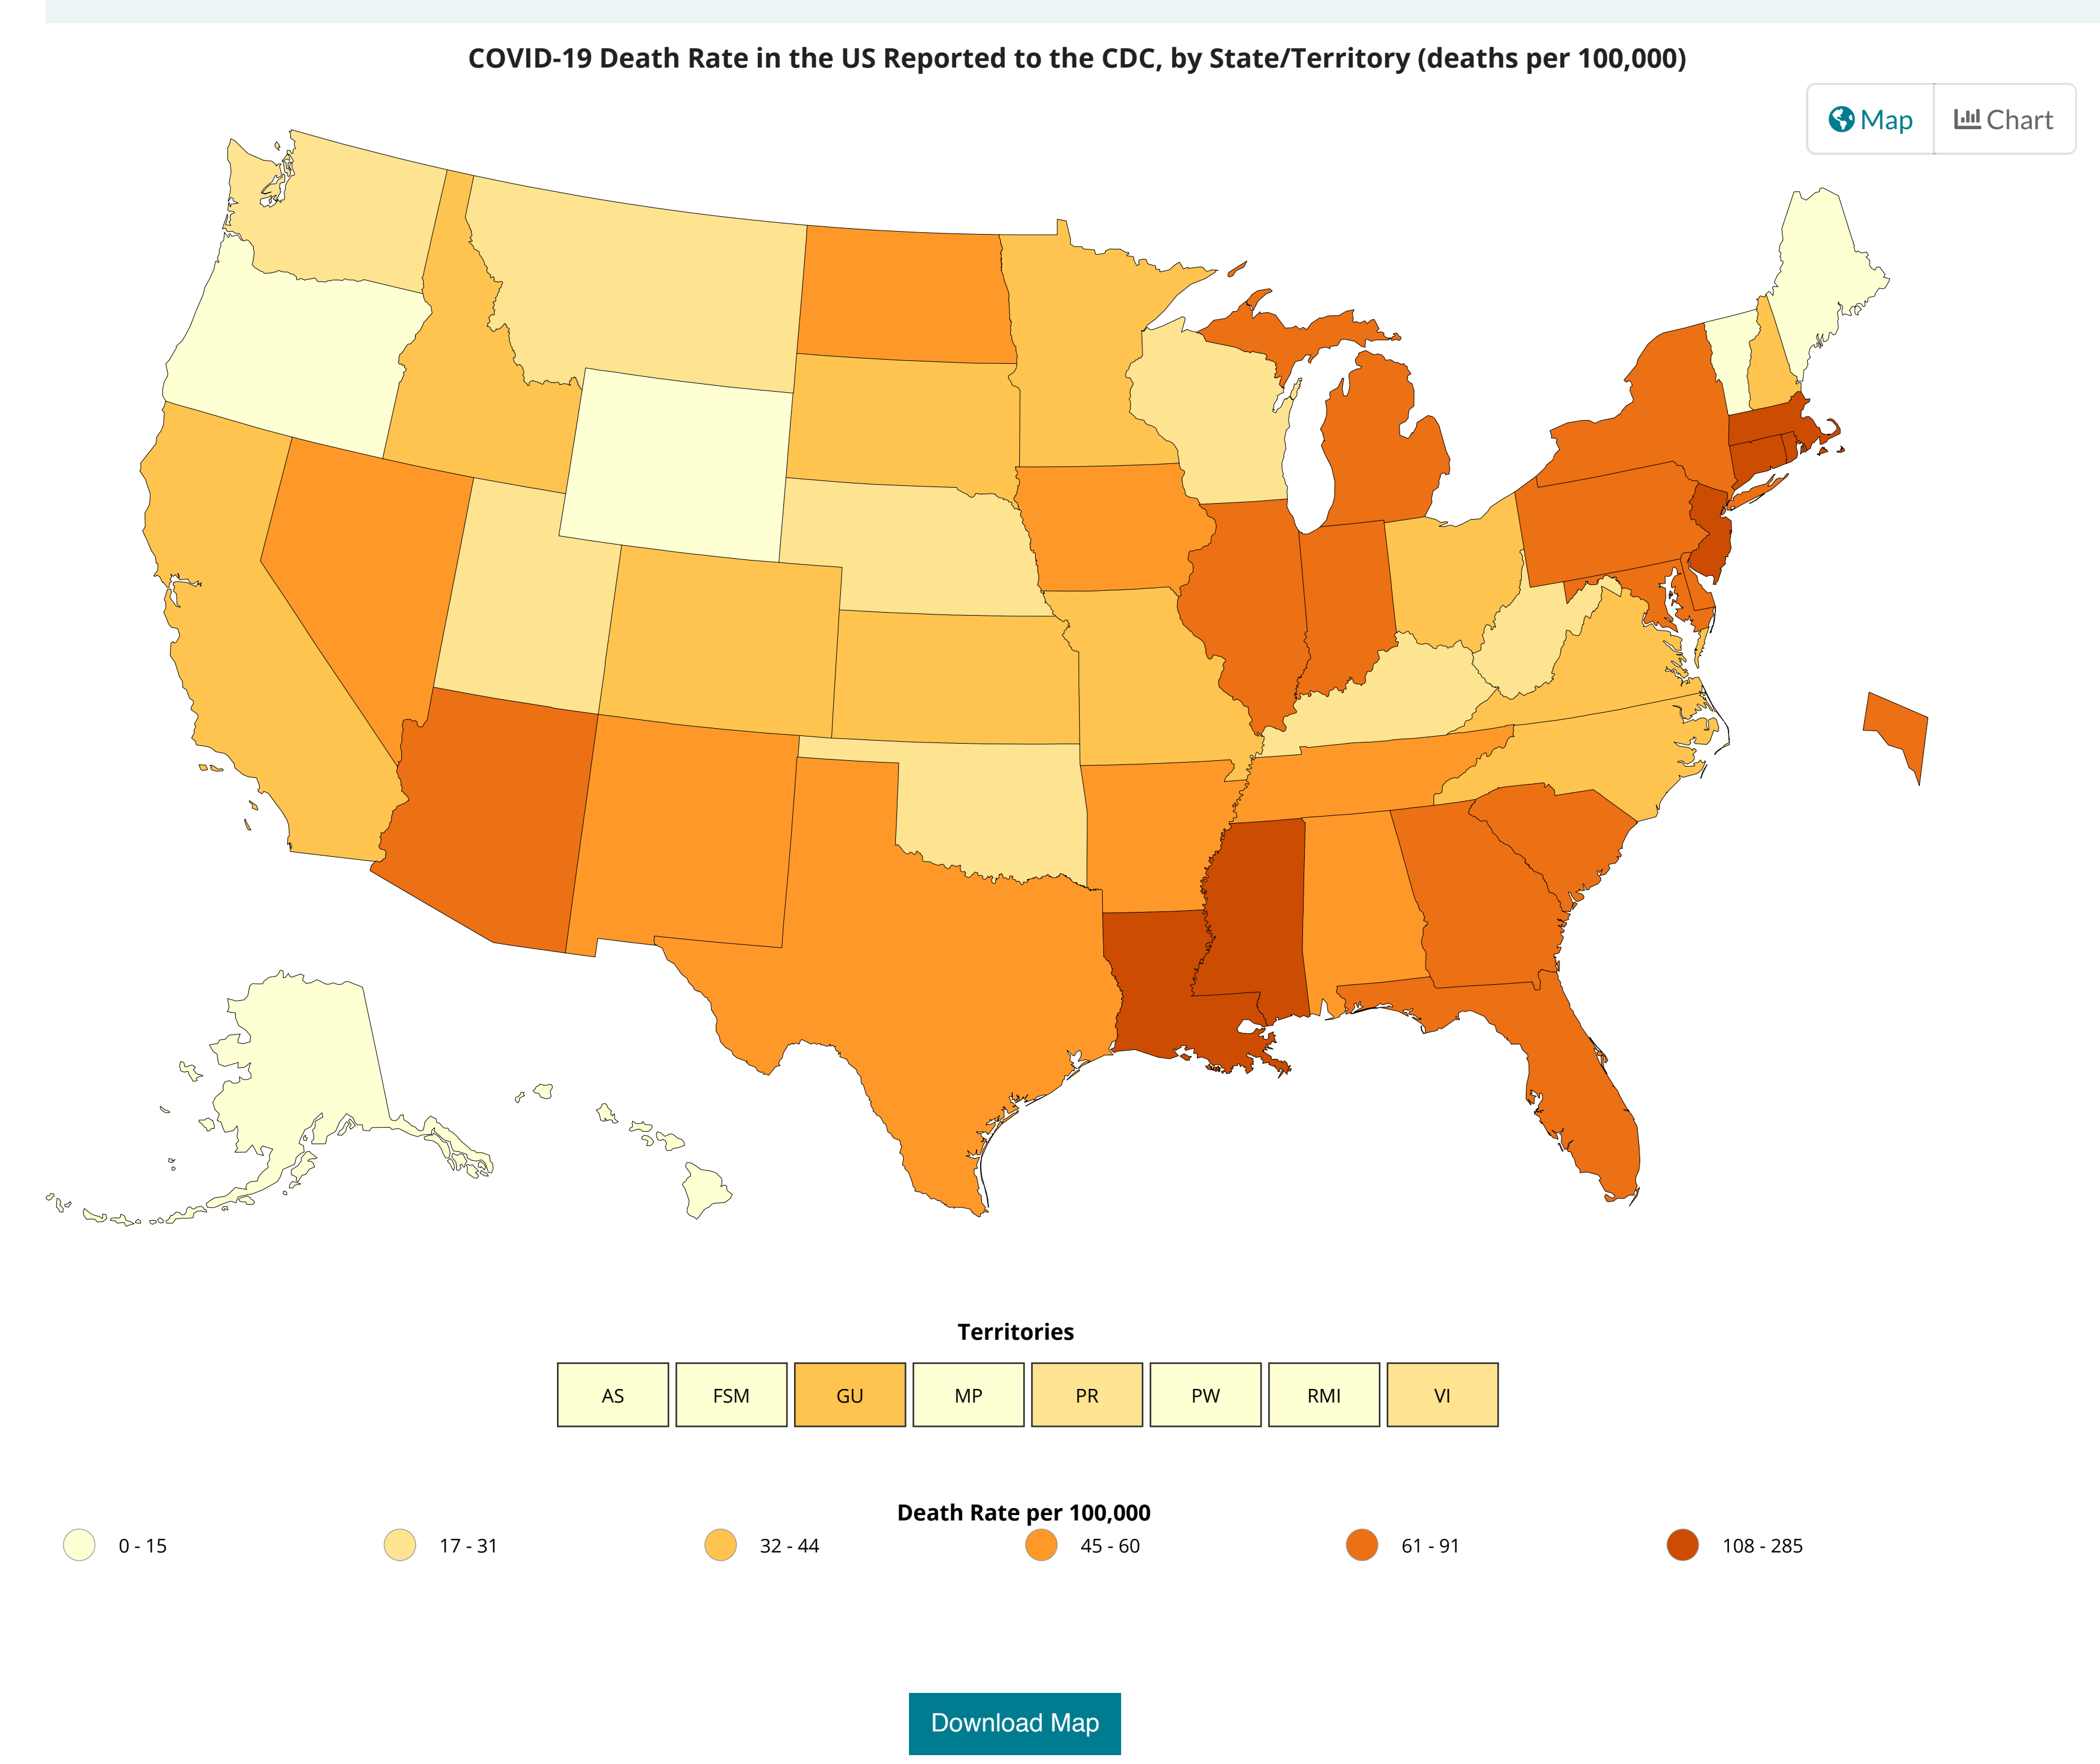 COVID-19 Death Rate in the US Reported to the CDC, by State/Territory (deaths per 100,000)
Map Chart
Territories
AS FSM GU MP PR PW RMI VI
Death Rate per 100,000
0 - 15 17 - 31 32 - 44 45 - 60 61 - 91 108 - 285
Download Map